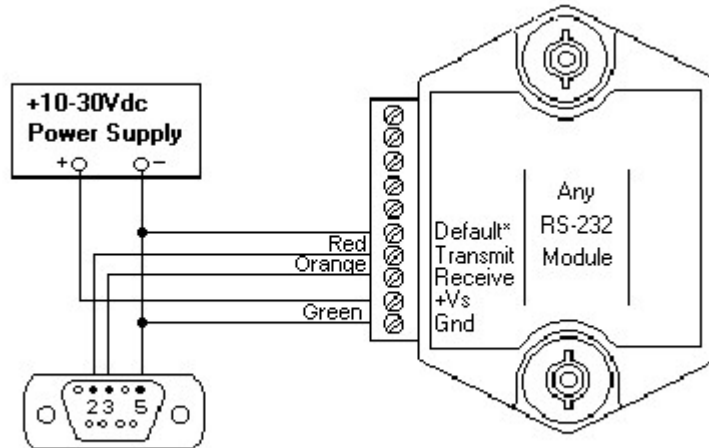 +10-30Vdc
Power Supply
+ −
Red
Orange
Green
Default*
Transmit
Receive
+Vs
Gnd
Any
RS-232
Module
2 3 5